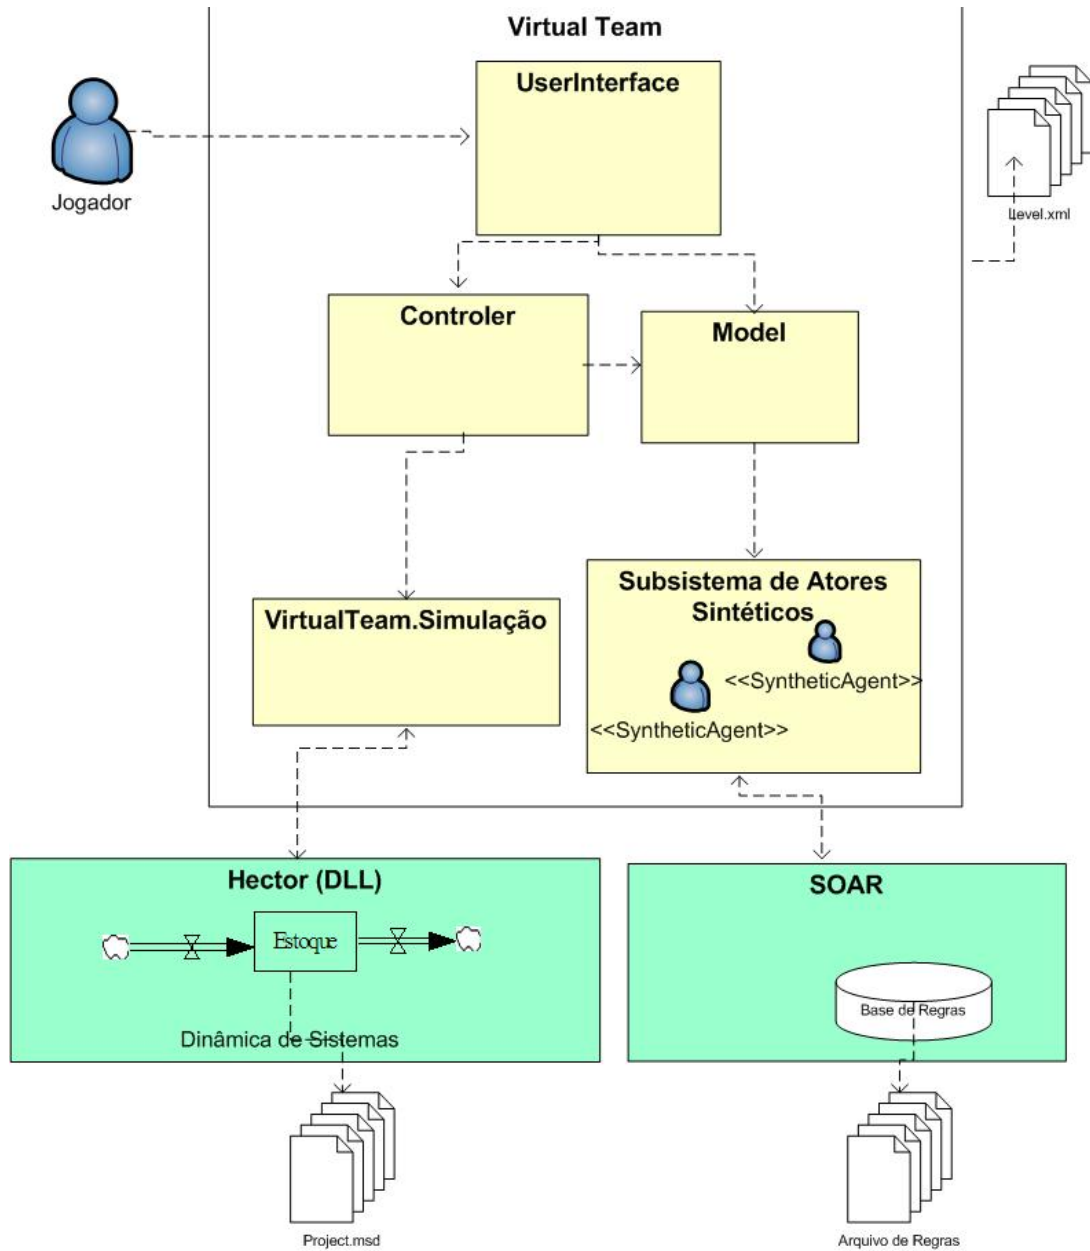 Virtual Team
UserInterface
Jogador
Level.xml
Controler
Model
VirtualTeam.Simulação
Subsistema de Atores
Sintéticos
<<SyntheticAgent>>
<<SyntheticAgent>>
Hector (DLL)
Estoque
Dinâmica de Sistemas
SOAR
Base de Regras
Project.msd
Arquivo de Regras